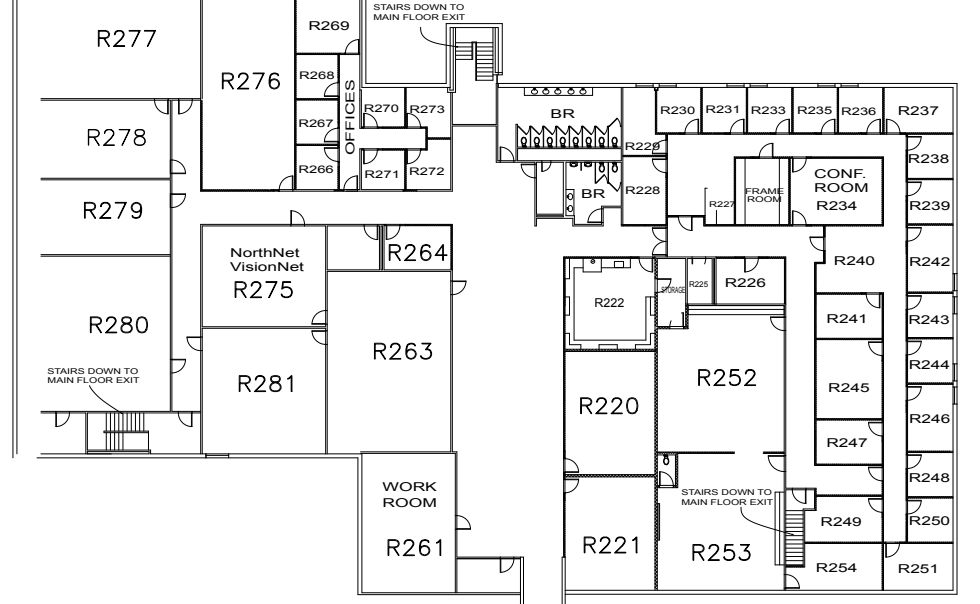 STAIRS DOWN TO
MAIN FLOOR EXIT
R277
R269
R276
R268
OFFICES
R270
R273
R267
R278
R266
R271
R272
BR
R229
R230
R231
R233
R235
R236
R237
R238
BR
R228
R227
FRAME
ROOM
CONF.
ROOM
R234
R239
R279
NorthNet
VisionNet
R275
R264
R240
R242
R280
R222
STORAGE
R225
R226
R241
R243
R263
R281
R252
R244
R245
STAIRS DOWN TO
MAIN FLOOR EXIT
R220
R246
R247
R248
WORK
ROOM
R261
STAIRS DOWN TO
MAIN FLOOR EXIT
R249
R250
R221
R253
R254
R251